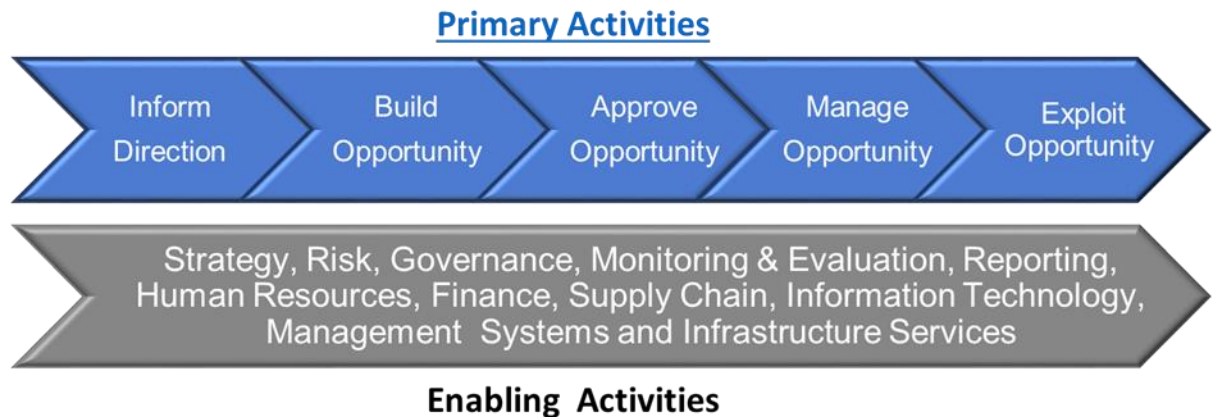 Primary Activities
Inform
Direction
Build
Opportunity
Approve
Opportunity
Manage
Opportunity
Exploit
Opportunity
Strategy, Risk, Governance, Monitoring & Evaluation, Reporting,
Human Resources, Finance, Supply Chain, Information Technology,
Management Systems and Infrastructure Services
Enabling Activities